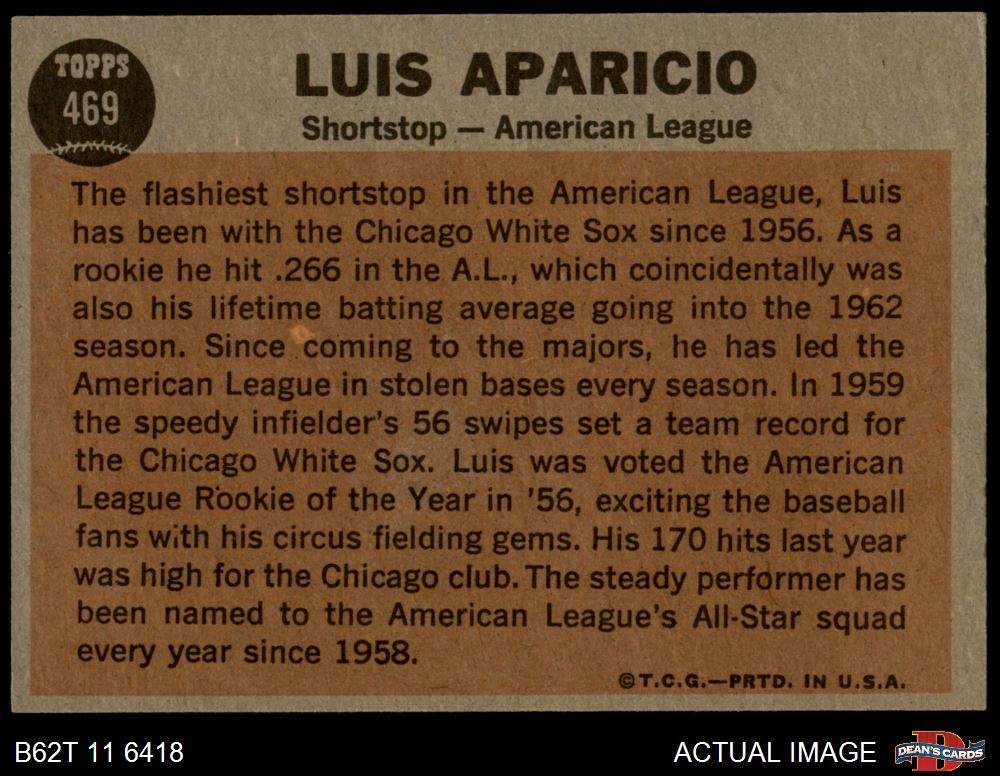 TOPPS
469
LUIS APARICIO
Shortstop — American League
The flashiest shortstop in the American League, Luis
has been with the Chicago White Sox since 1956. As a
rookie he hit .266 in the A.L., which coincidentally was
also his lifetime batting average going into the 1962
season. Since coming to the majors, he has led the
American League in stolen bases every season. In 1959
the speedy infielder's 56 swipes set a team record for
the Chicago White Sox. Luis was voted the American
League Rookie of the Year in '56, exciting the baseball
fans with his circus fielding gems. His 170 hits last year
was high for the Chicago club. The steady performer has
been named to the American League's All-Star squad
every year since 1958.
©T.C.G.—PRTD. IN U.S.A.
B62T 11 6418
ACTUAL IMAGE
DEAN'S CARDS